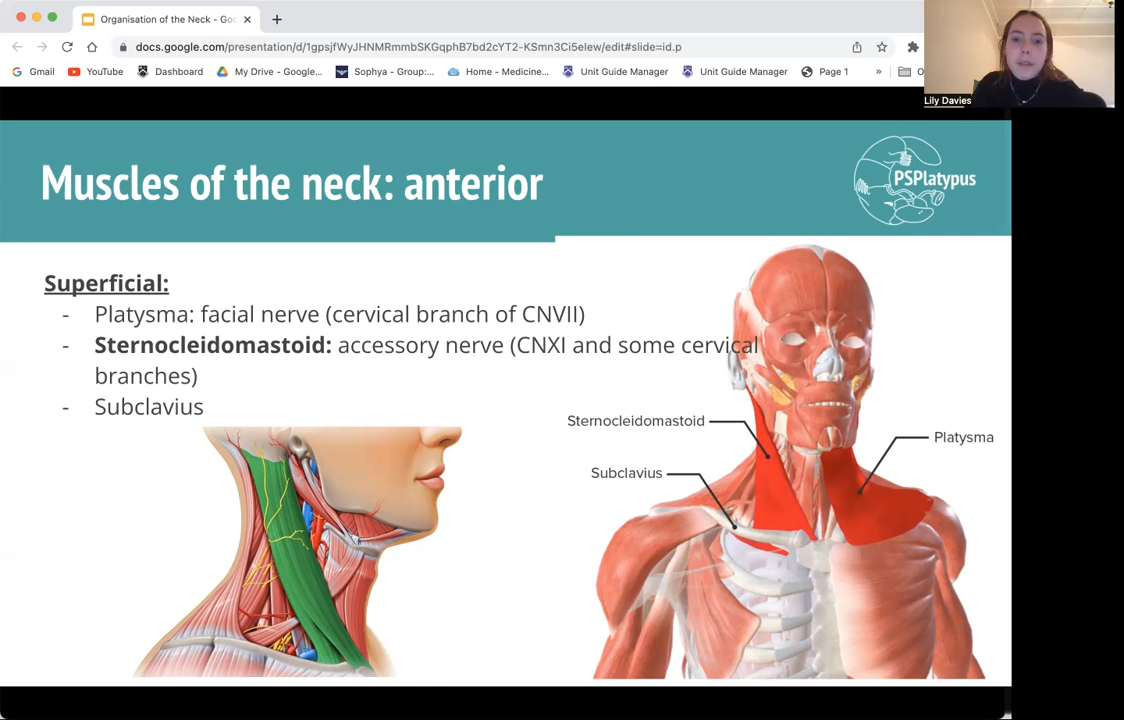 Organisation of the Neck - Goo
docs.google.com/presentation/d/1gpsjfWyJHNMRmmbSKGqphB7bd2cYT2-KSmn3Ci5eIew/edit#slide=id.p
Gmail
YouTube
Dashboard
My Drive - Google...
Sophya - Group:...
Home - Medicine...
Unit Guide Manager
Unit Guide Manager
Page 1
»
O
Lily Davies
Muscles of the neck: anterior
PSPlatypus
Superficial:
- Platysma: facial nerve (cervical branch of CNVII)
- Sternocleidomastoid: accessory nerve (CNXI and some cervical
branches)
- Subclavius
Sternocleidomastoid
Platysma
Subclavius